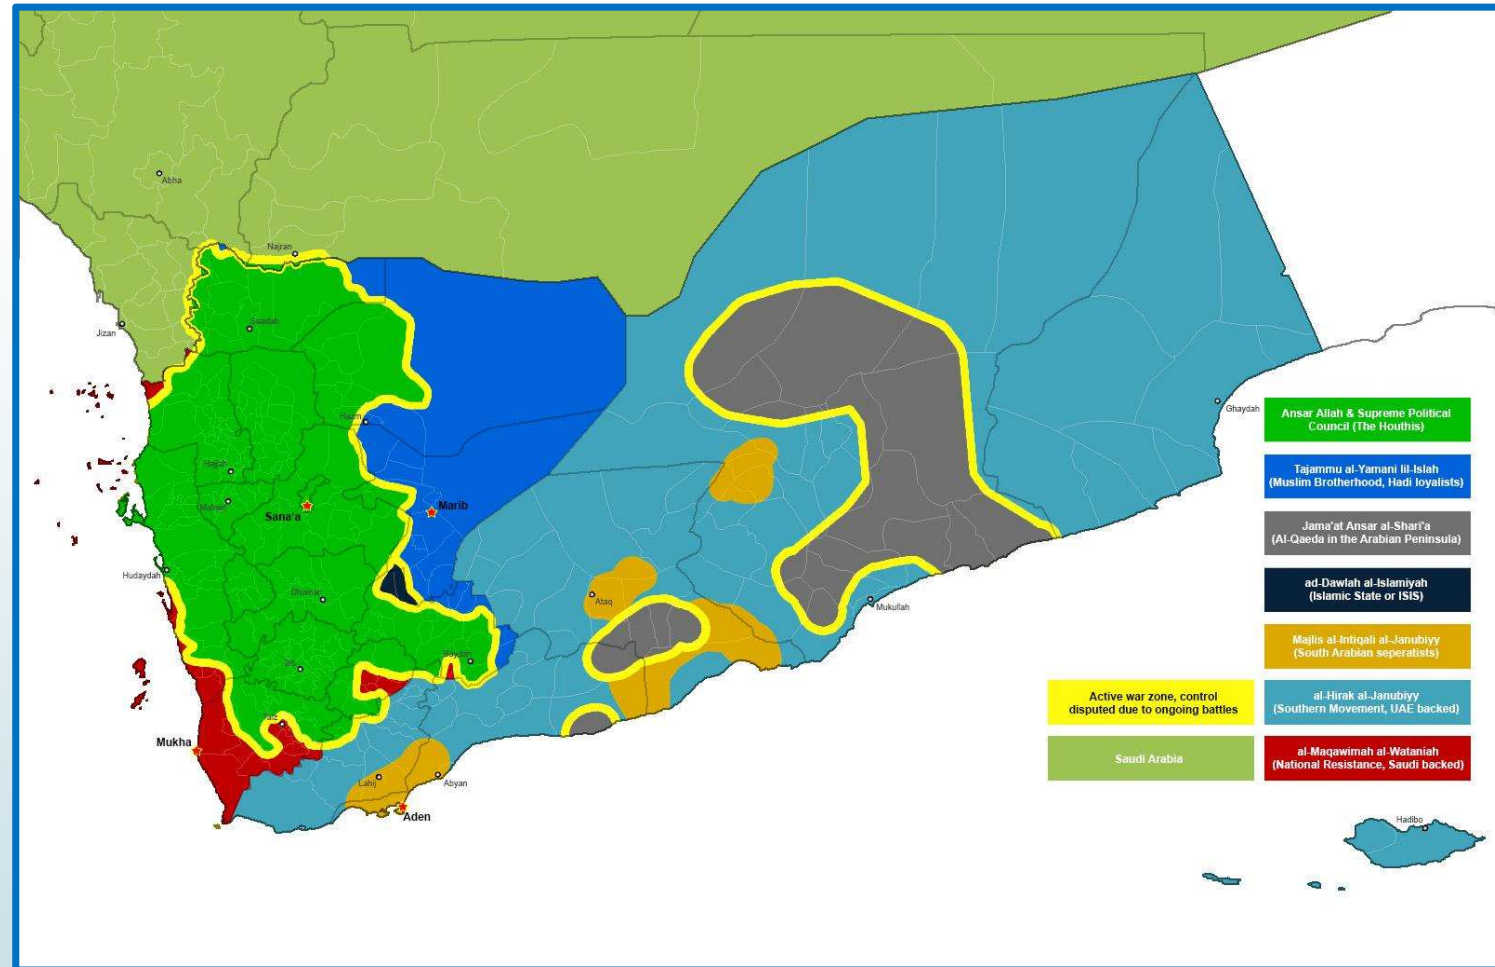 Abha
Najran
Jizan
Saadah
Hazm
Hajjah
Mahwit
Sana'a
Marib
Hudaydah
Dhamar
Ataq
Mukullah
Ghaydah
Baydah
Ibb
Taiz
Mukha
Lahij
Abyan
Aden
Hadibo
Ansar Allah & Supreme Political
Council (The Houthis)
Tajammu al-Yamani lil-Islah
(Muslim Brotherhood, Hadi loyalists)
Jama'at Ansar al-Shari'a
(Al-Qaeda in the Arabian Peninsula)
ad-Dawlah al-Islamiyah
(Islamic State or ISIS)
Majlis al-Intiqali al-Janubiyy
(South Arabian seperatists)
Active war zone, control
disputed due to ongoing battles
al-Hirak al-Janubiyy
(Southern Movement, UAE backed)
Saudi Arabia
al-Maqawimah al-Wataniah
(National Resistance, Saudi backed)